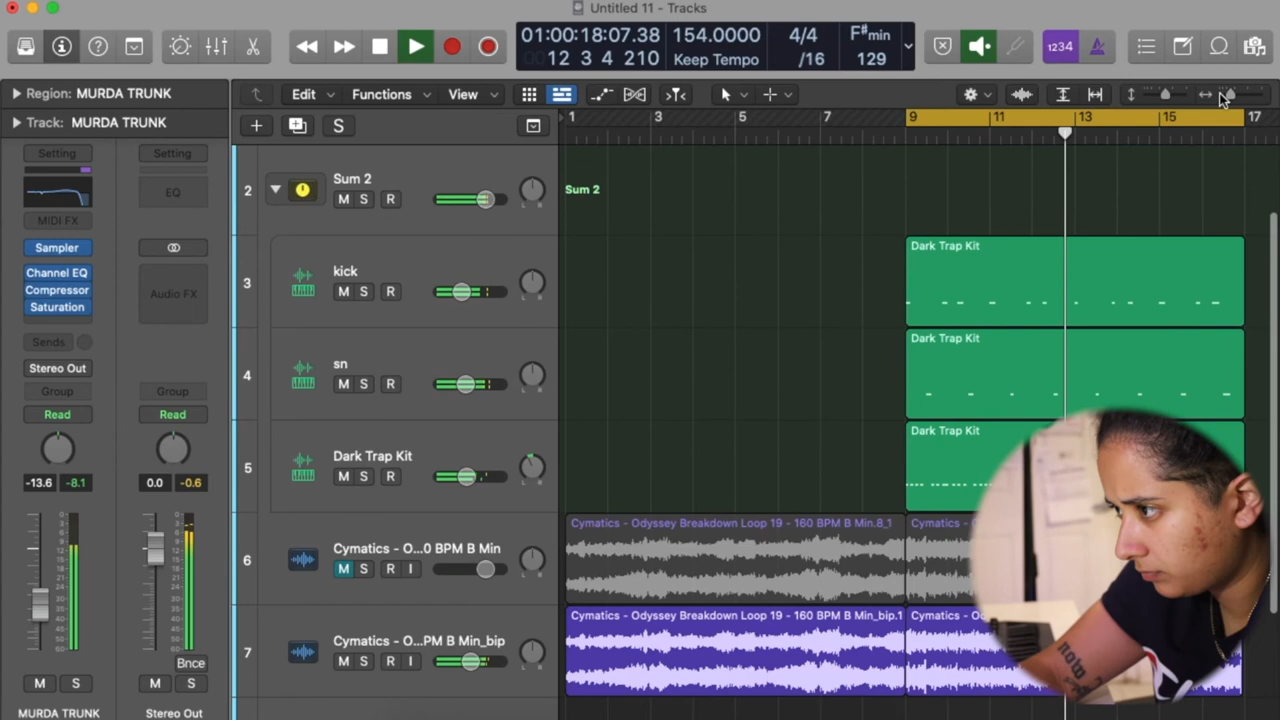 Untitled 11 - Tracks
01:00:18:07.38
12 3 4 210
154.0000
Keep Tempo
4/4
/16
F#min
129
1234
Region: MURDA TRUNK
Edit
Functions
View
Track: MURDA TRUNK
S
1
3
5
7
9
11
13
15
17
Setting
Setting
EQ
MIDI FX
Sampler
Channel EQ
Compressor
Saturation
Audio FX
Sends
Stereo Out
Group
Group
Read
Read
-13.6
-8.1
0.0
-0.6
Bnce
M
S
M
S
MURDA TRUNK
Stereo Out
2
Sum 2
M S R
Sum 2
3
kick
M S R
Dark Trap Kit
4
sn
M S R
Dark Trap Kit
5
Dark Trap Kit
M S R
Dark Trap Kit
6
Cymatics - O...0 BPM B Min
M S R I
Cymatics - Odyssey Breakdown Loop 19 - 160 BPM B Min.8_1
Cymatics -
7
Cymatics - O...PM B Min_bip
M S R I
Cymatics - Odyssey Breakdown Loop 19 - 160 BPM B Min_bip.1
Cymatics - O
now